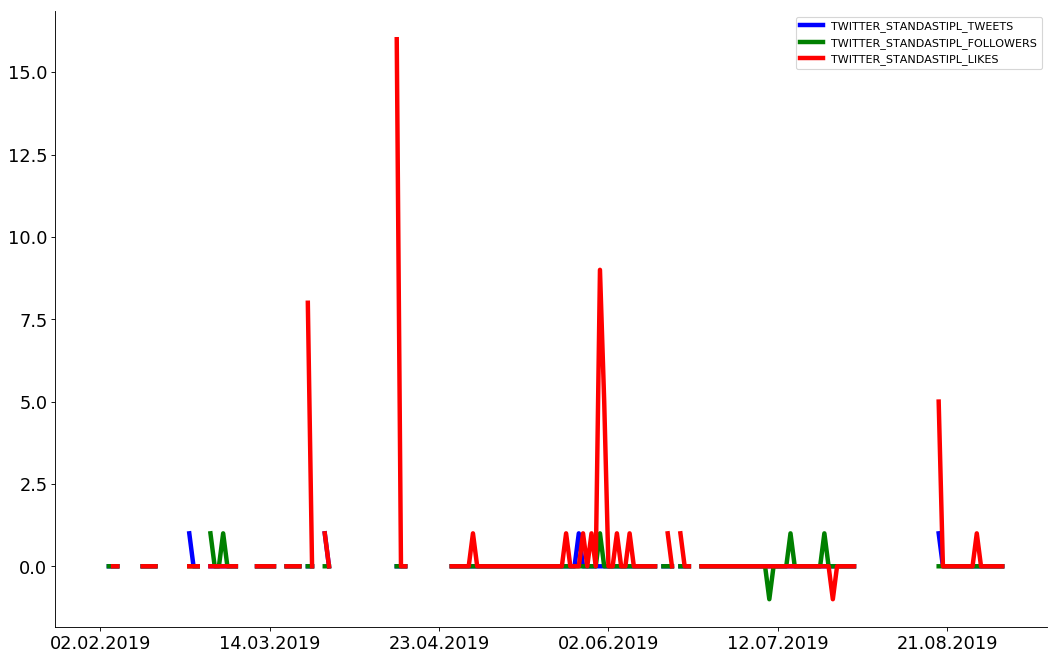 TWITTER_STANDASTIPL_TWEETS
TWITTER_STANDASTIPL_FOLLOWERS
TWITTER_STANDASTIPL_LIKES
15.0
12.5
10.0
7.5
5.0
2.5
0.0
02.02.2019 14.03.2019 23.04.2019 02.06.2019 12.07.2019 21.08.2019